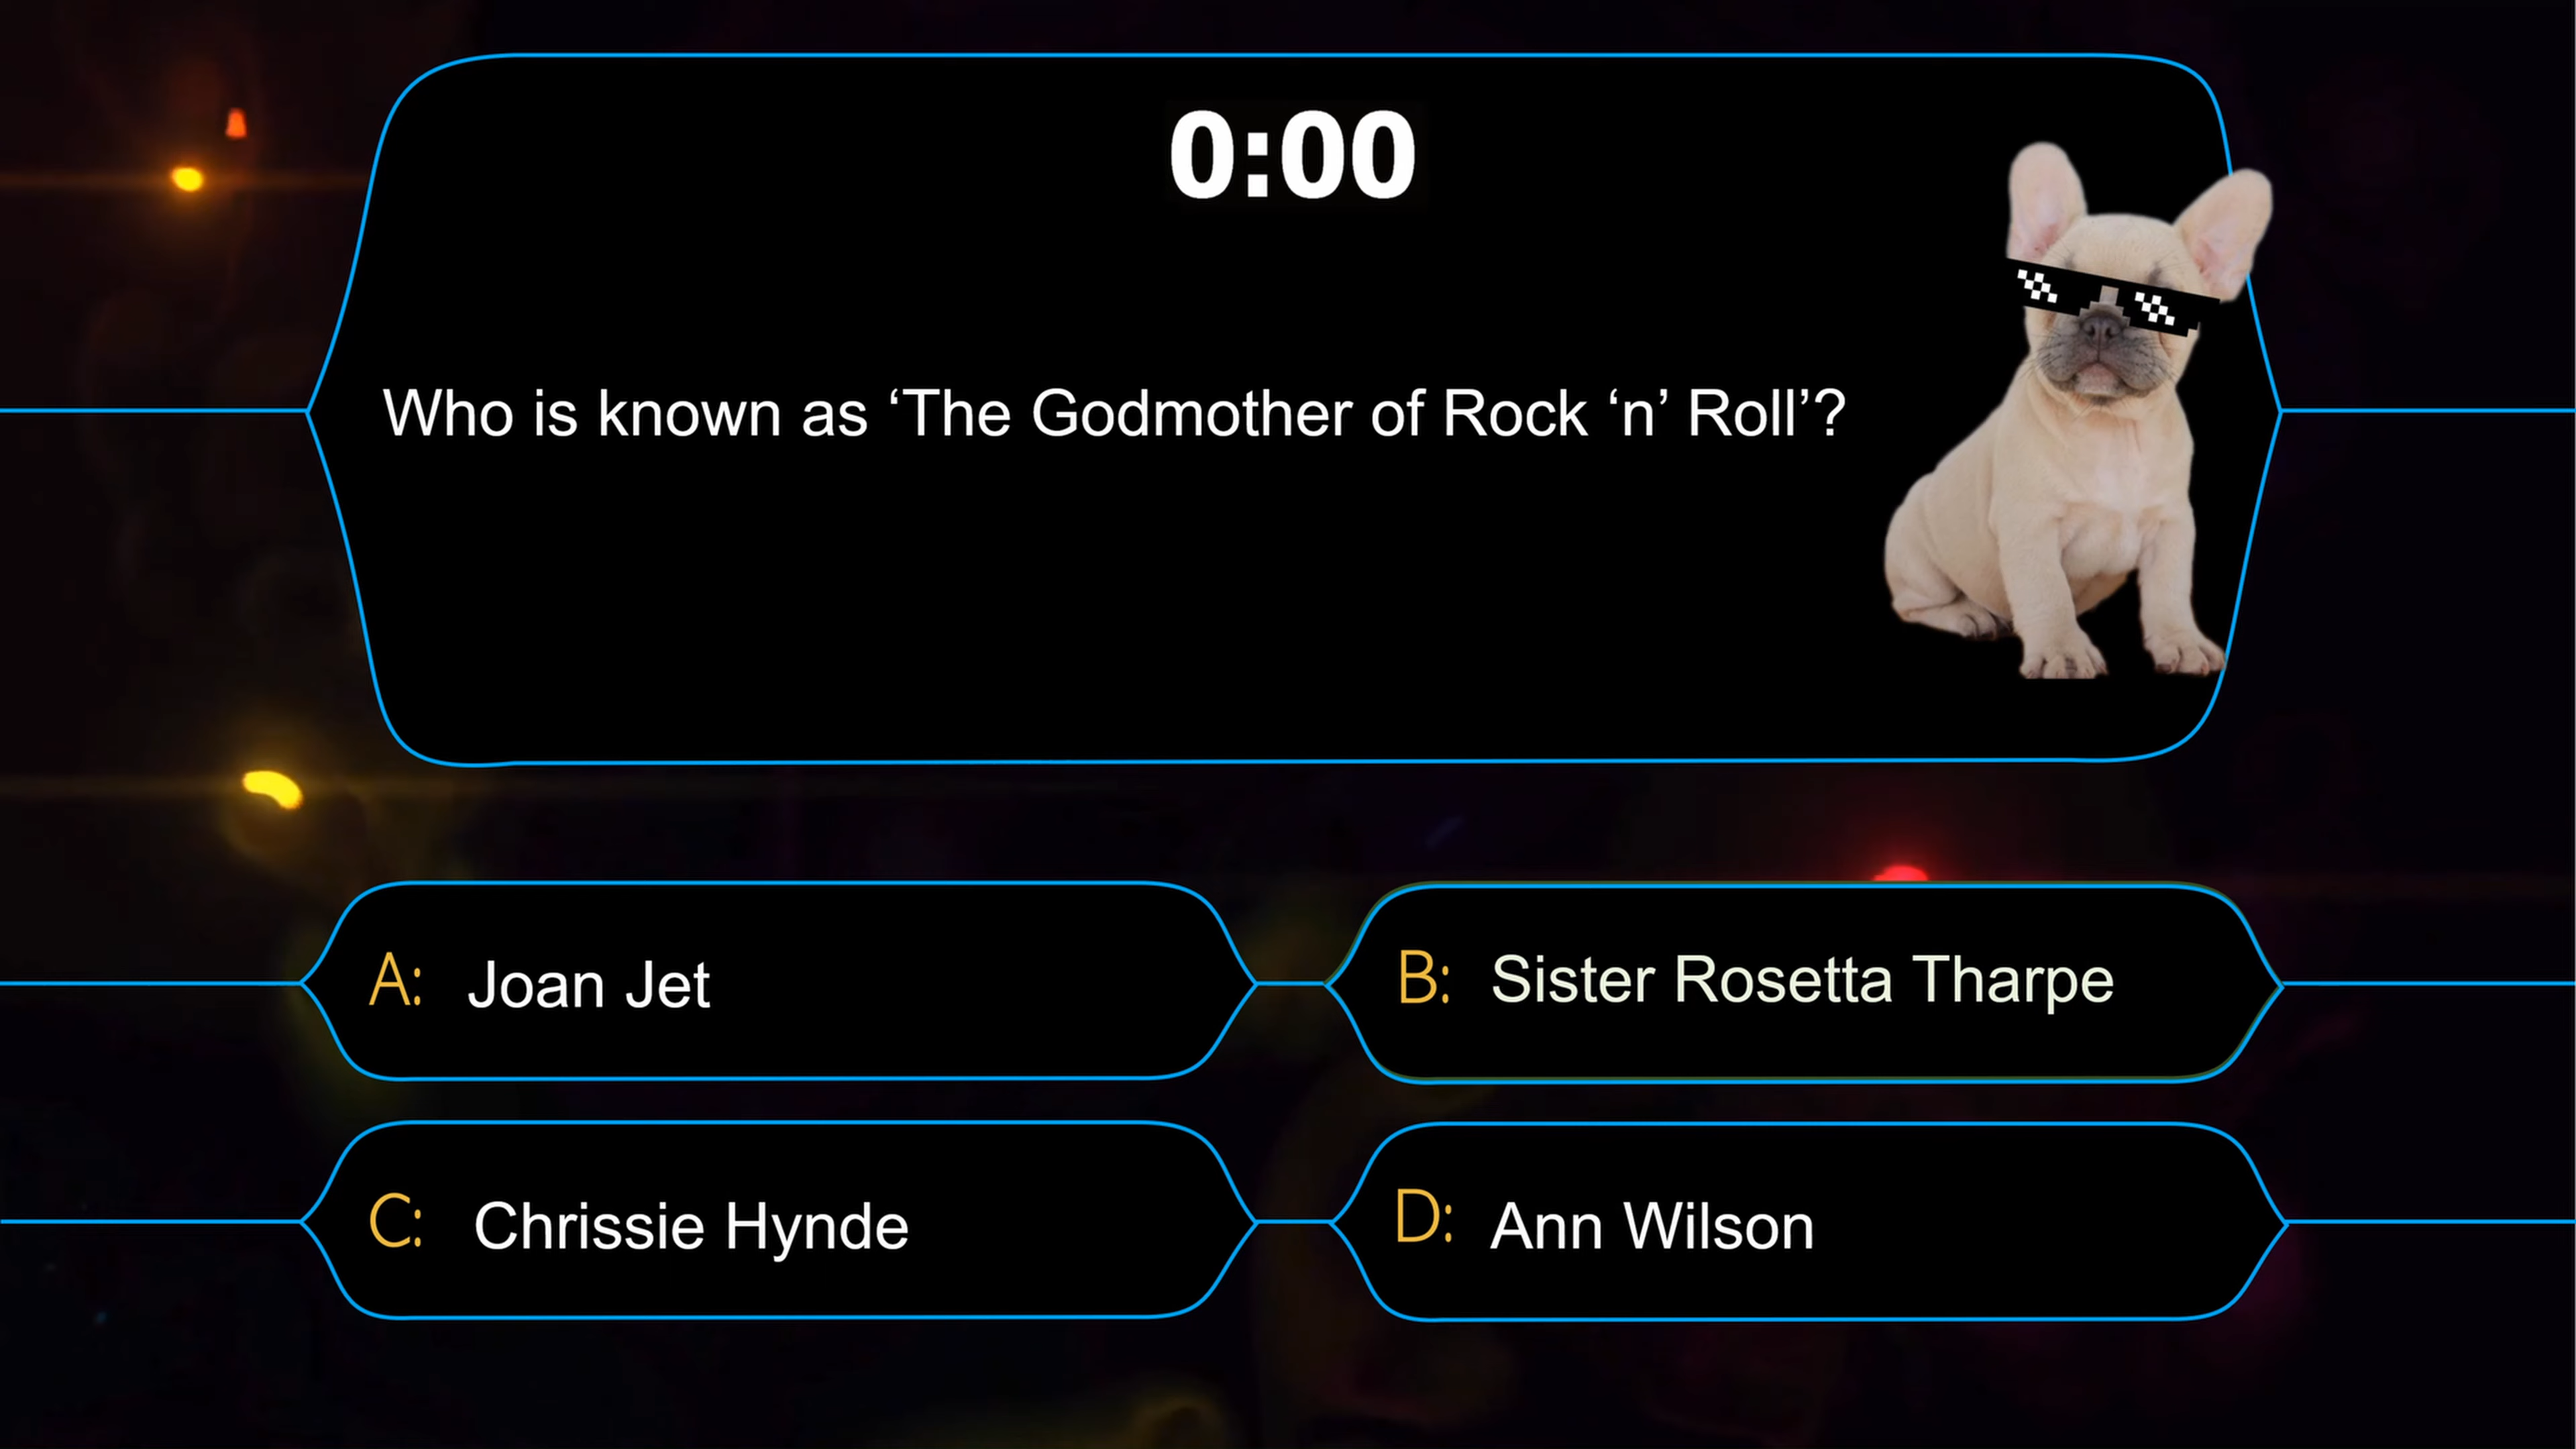 0:00
Who is known as ‘The Godmother of Rock ‘n’ Roll’?
A: Joan Jet
B: Sister Rosetta Tharpe
C: Chrissie Hynde
D: Ann Wilson